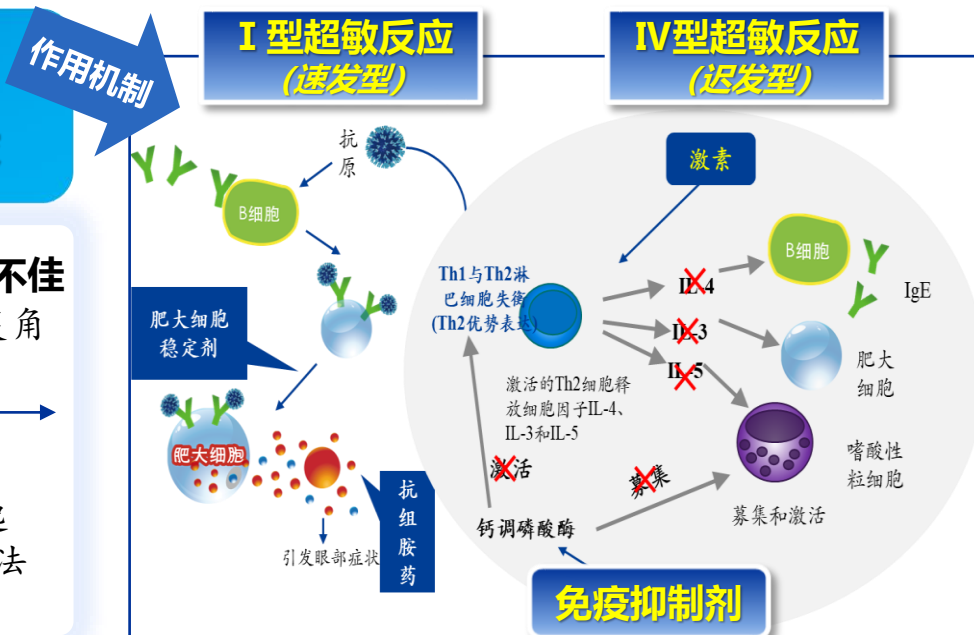 作用机制
I 型超敏反应
(速发型)
IV型超敏反应
(迟发型)
不佳
角
法
抗
原
B细胞
肥大细胞
稳定剂
肥大细胞
抗
组
胺
药
引发眼部症状
激素
Th1与Th2淋
巴细胞失衡
(Th2优势表达)
IL-4
IL-3
IL-5
B细胞
IgE
肥大
细胞
嗜酸性
粒细胞
募集和激活
激活的Th2细胞释
放细胞因子IL-4、
IL-3和IL-5
激活
募集
钙调磷酸酶
免疫抑制剂